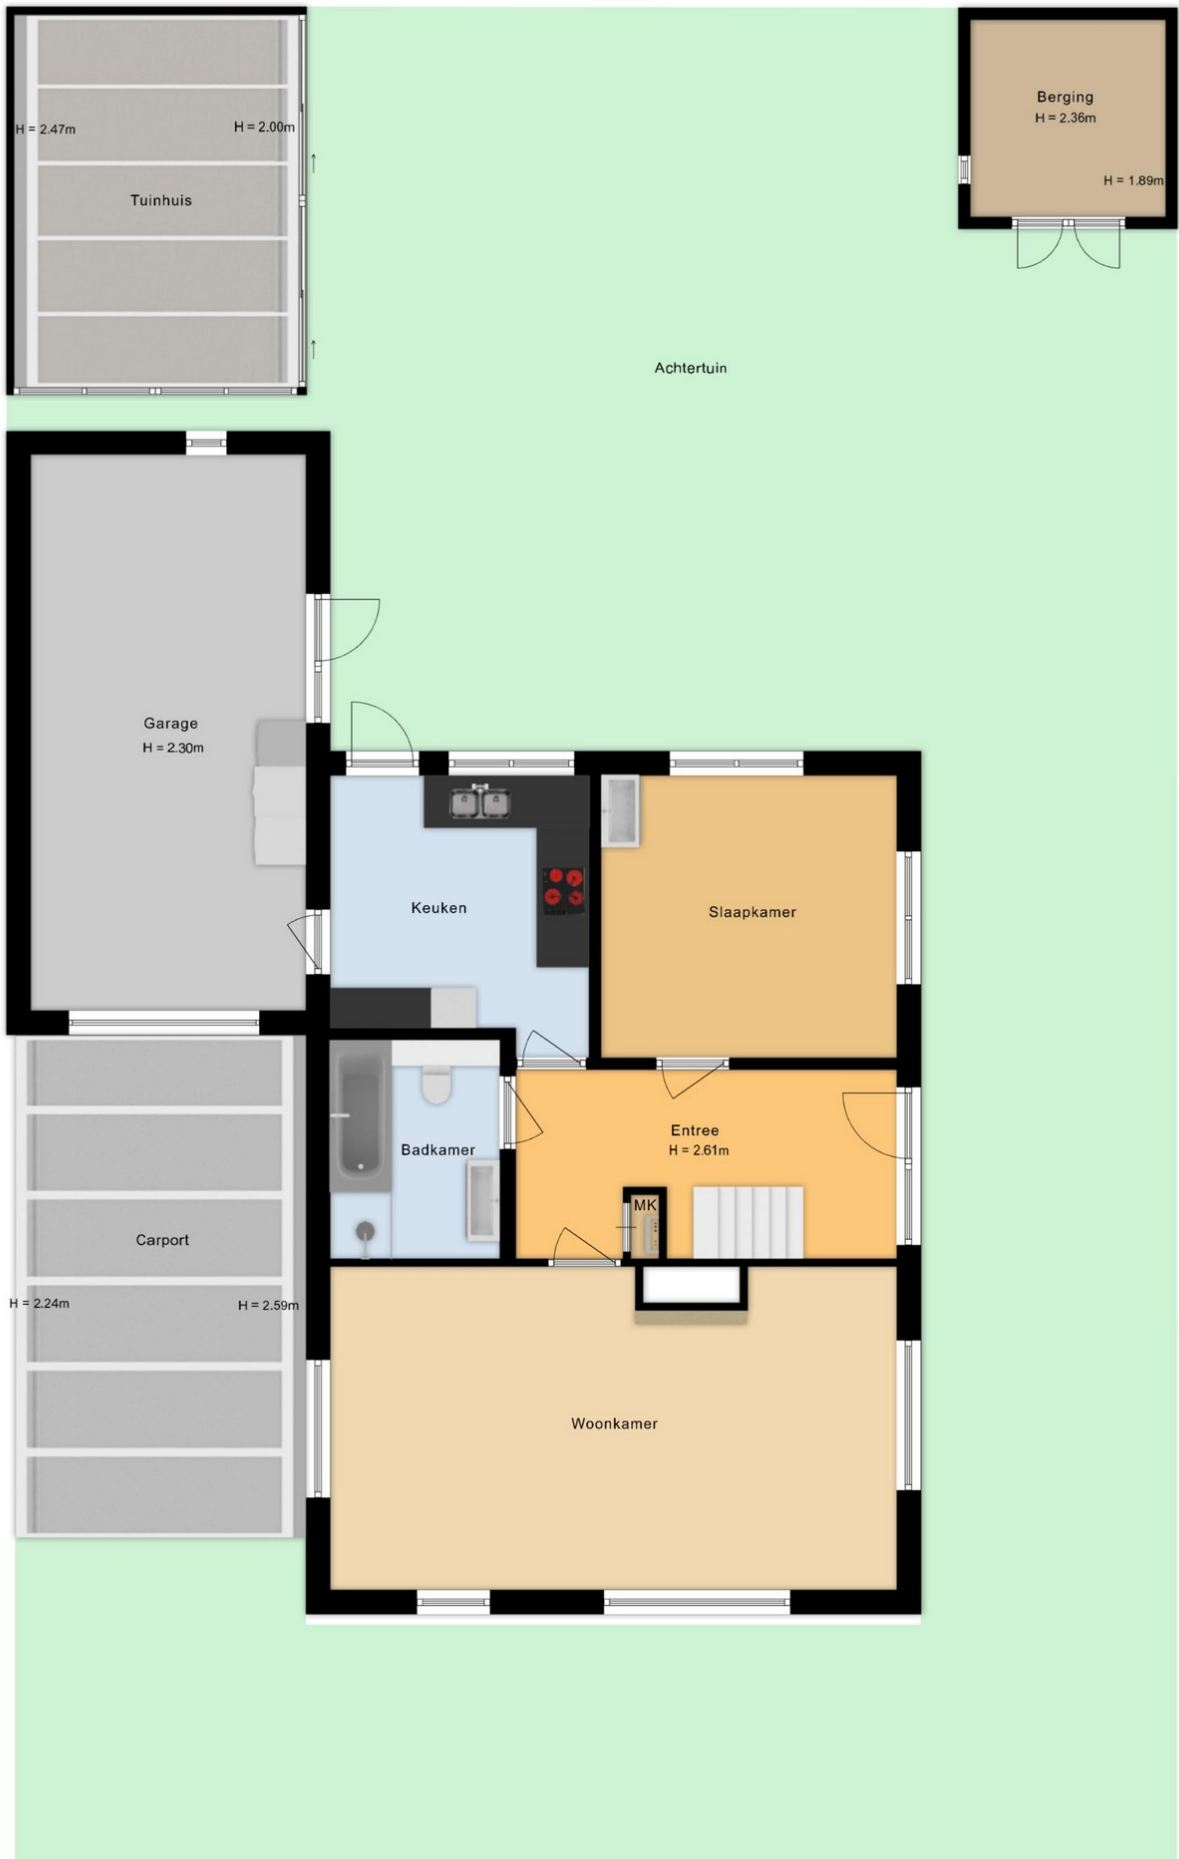 Berging
H = 2.36m
H = 2.47m
H = 2.00m
H = 1.89m
Tuinhuis
Achtertuin
Garage
H = 2.30m
Keuken
Slaapkamer
Entree
H = 2.61m
Badkamer
MK
Carport
H = 2.24m
H = 2.59m
Woonkamer